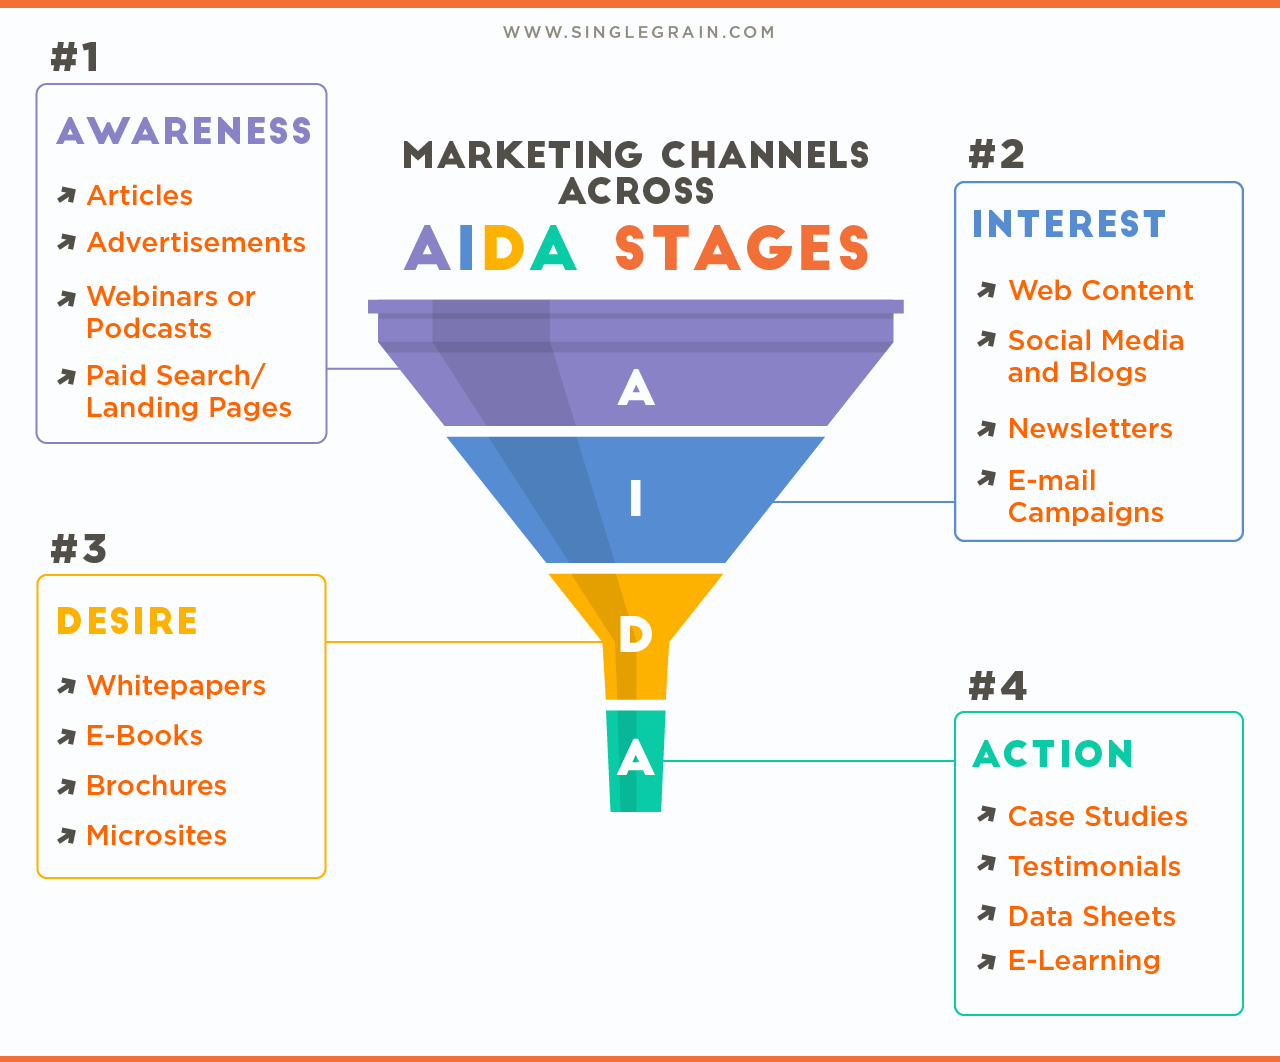 WWW.SINGLEGRAIN.COM
MARKETING CHANNELS
ACROSS
AIDA STAGES
#1
AWARENESS
Articles
Advertisements
Webinars or
Podcasts
Paid Search/
Landing Pages
#2
INTEREST
Web Content
Social Media
and Blogs
Newsletters
E-mail
Campaigns
#3
DESIRE
Whitepapers
E-Books
Brochures
Microsites
#4
ACTION
Case Studies
Testimonials
Data Sheets
E-Learning
A
I
D
A